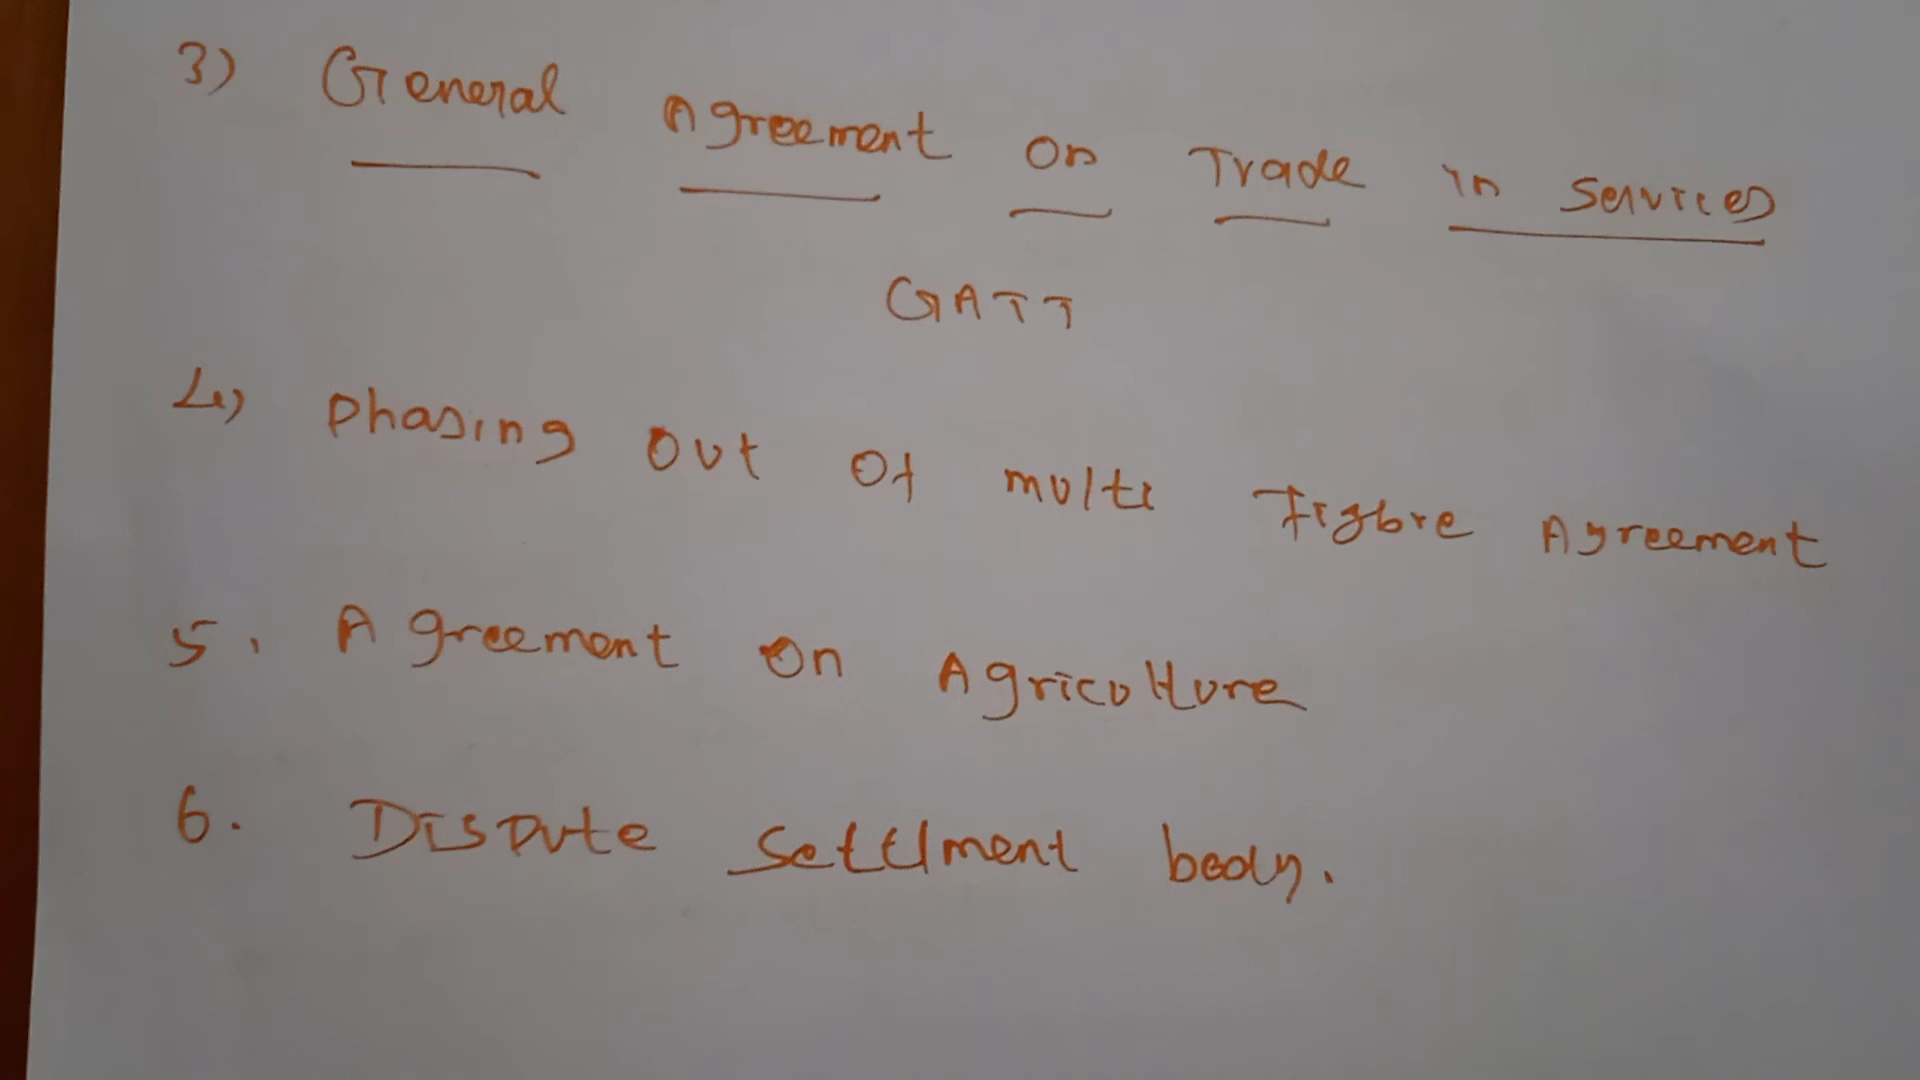 3) General Agreement on Trade in Services
GATT
4) Phasing Out Of multi Figbre Agreement
5. Agreement On Agriculture
6. Dispute Settlment body.